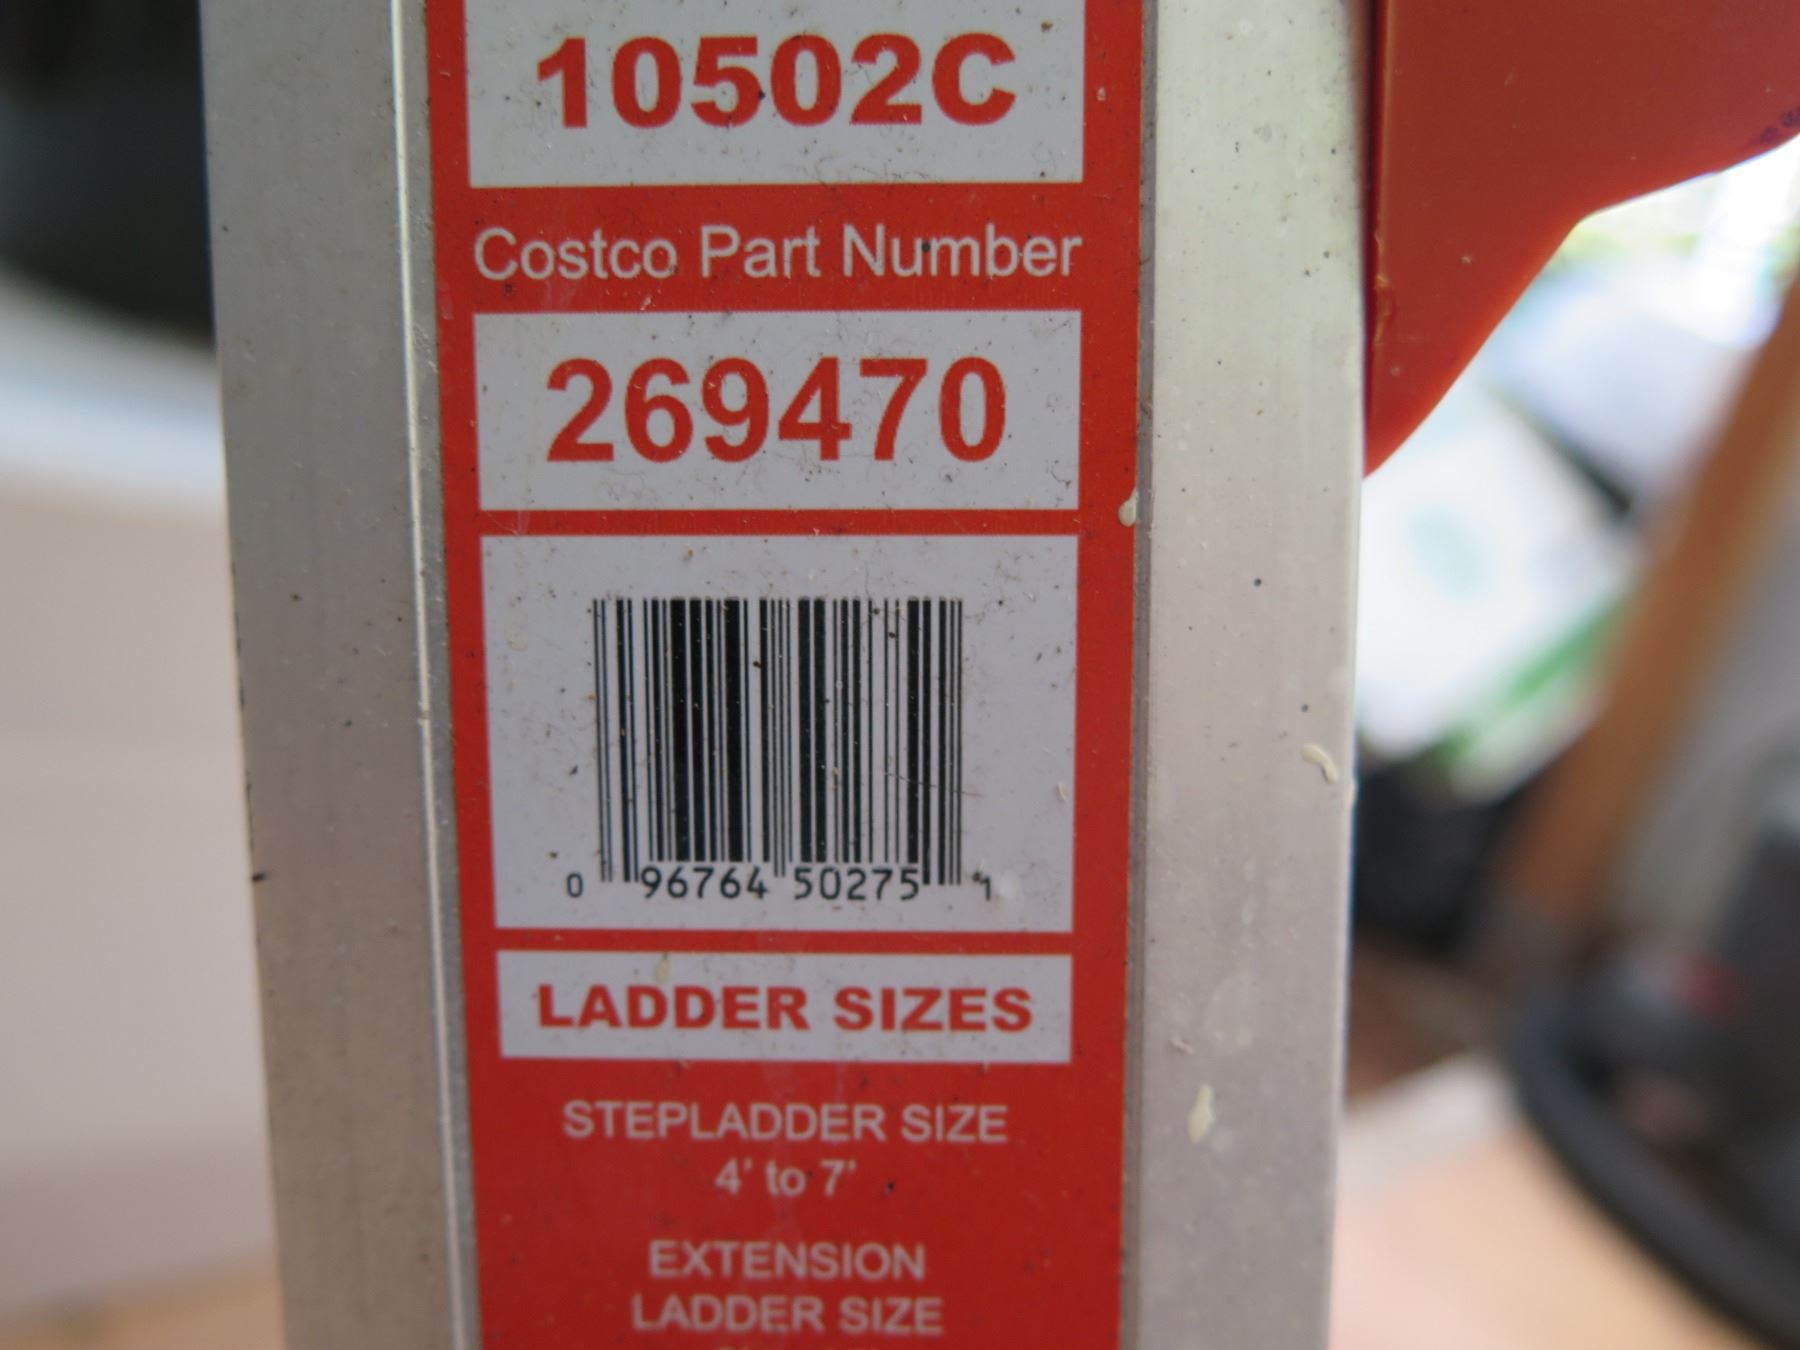 10502C
Costco Part Number
269470
0 96764 50275 1
LADDER SIZES
STEPLADDER SIZE
4' to 7'
EXTENSION
LADDER SIZE